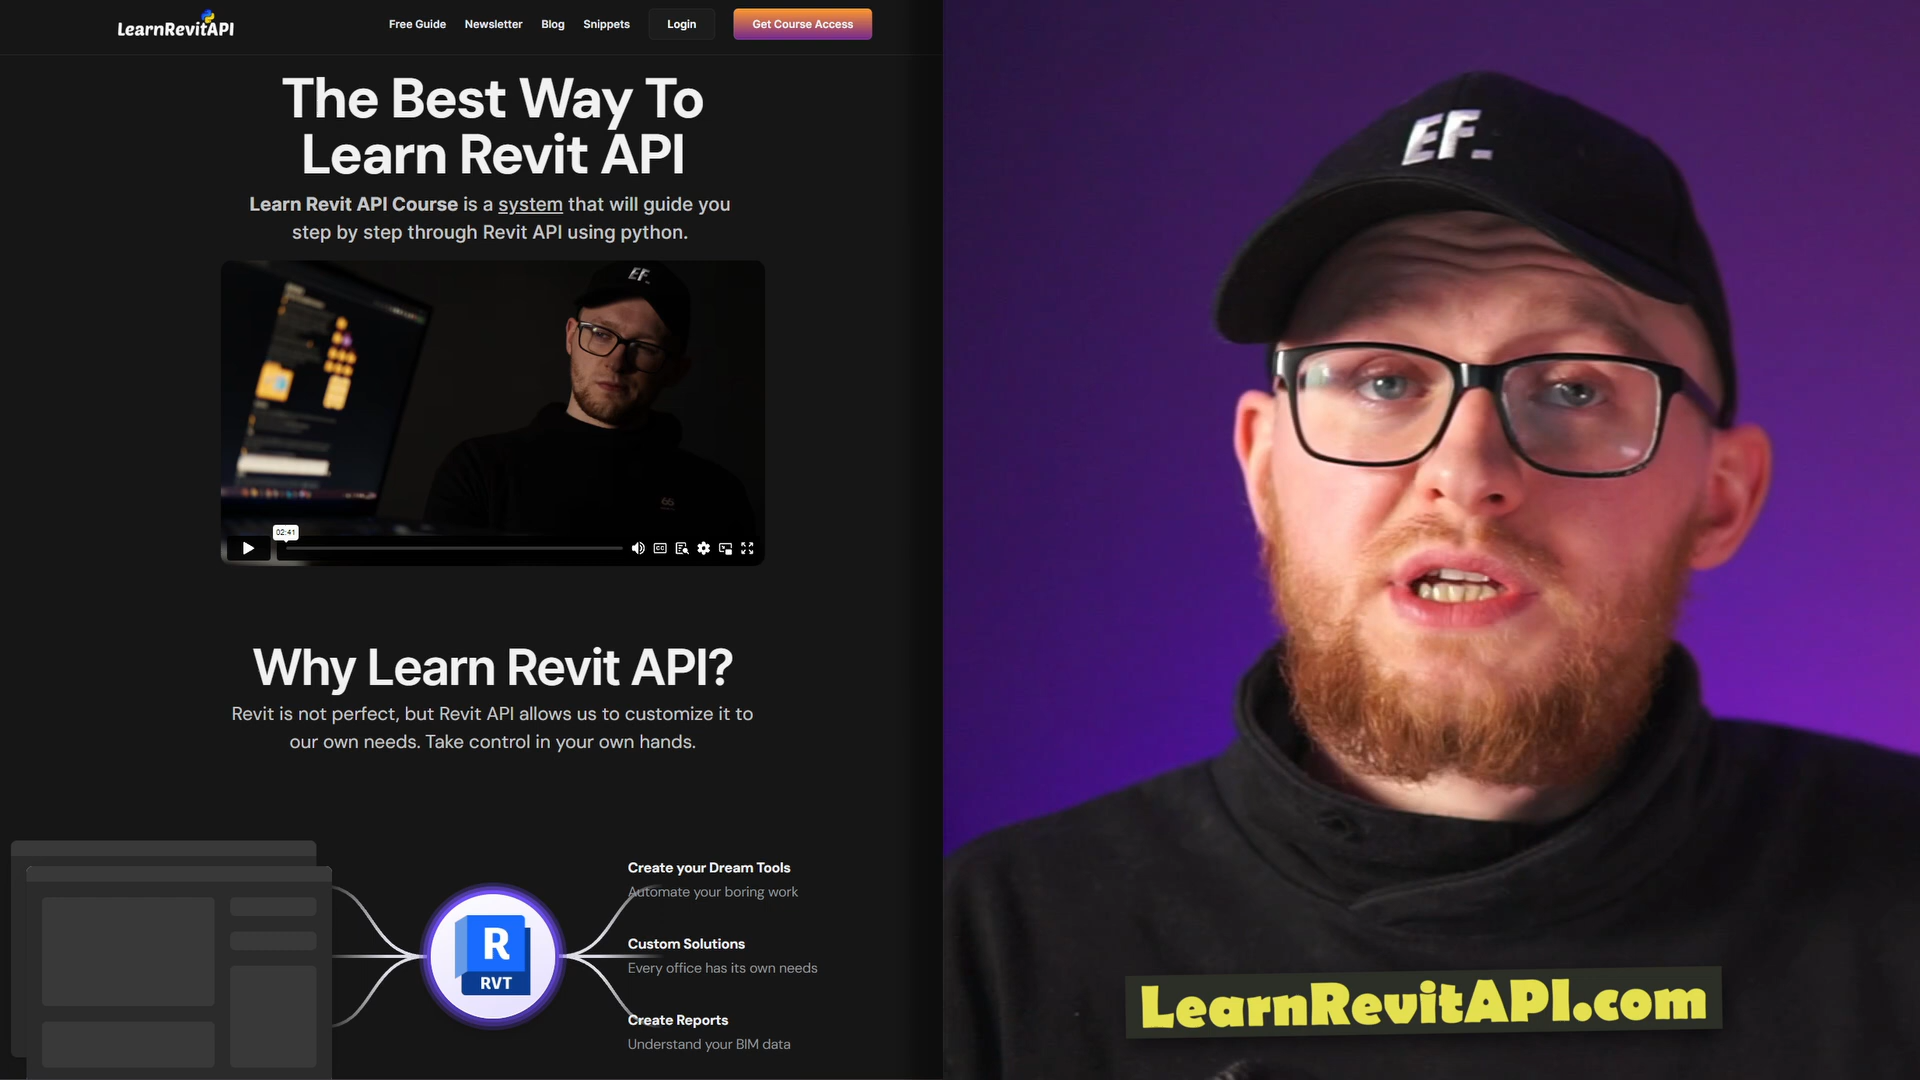 LearnRevitAPI
Free Guide
Newsletter
Blog
Snippets
Login
Get Course Access
The Best Way To
Learn Revit API
Learn Revit API Course is a system that will guide you
step by step through Revit API using python.
EF_
02:41
CC
Why Learn Revit API?
Revit is not perfect, but Revit API allows us to customize it to
our own needs. Take control in your own hands.
R
RVT
Create your Dream Tools
Automate your boring work
Custom Solutions
Every office has its own needs
Create Reports
Understand your BIM data
EF_
LearnRevitAPI.com